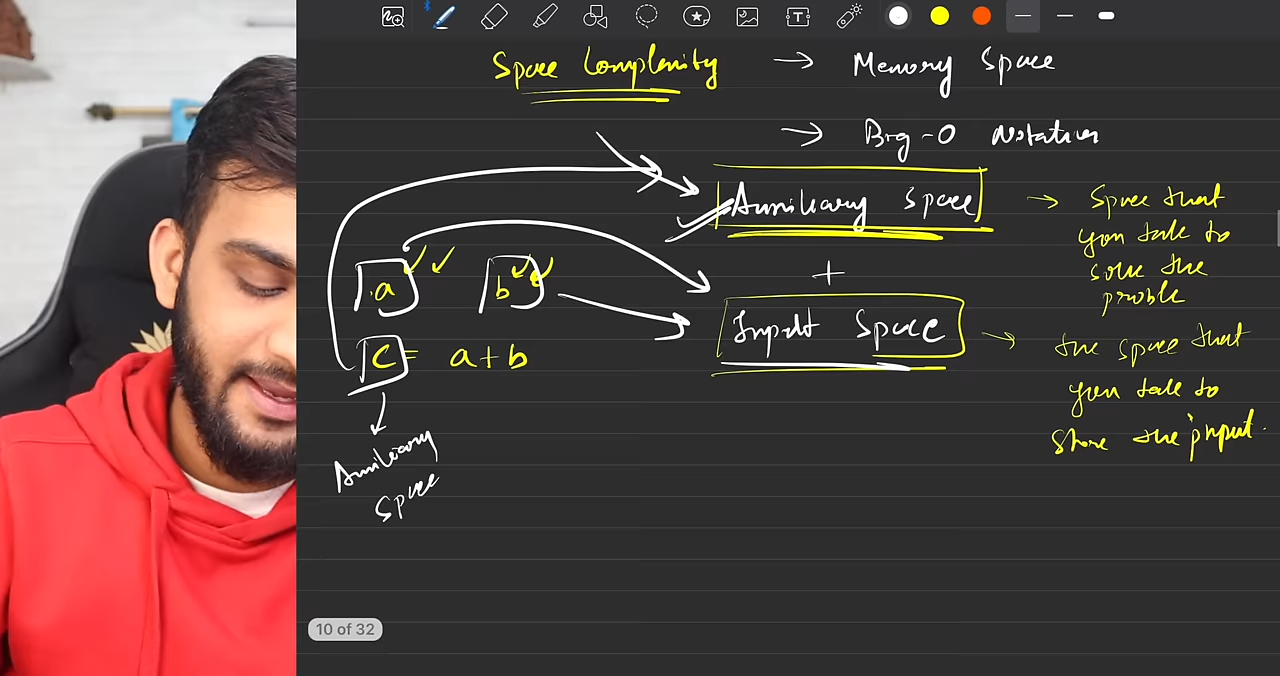 Space Complexity → Memory Space
→ Big-O Notation
Auxiliary Space → Space that
you take to
solve the
proble
+
Input Space → the space that
you take to
store the input.
a b
c = a+b
Auxiliary
Space
10 of 32